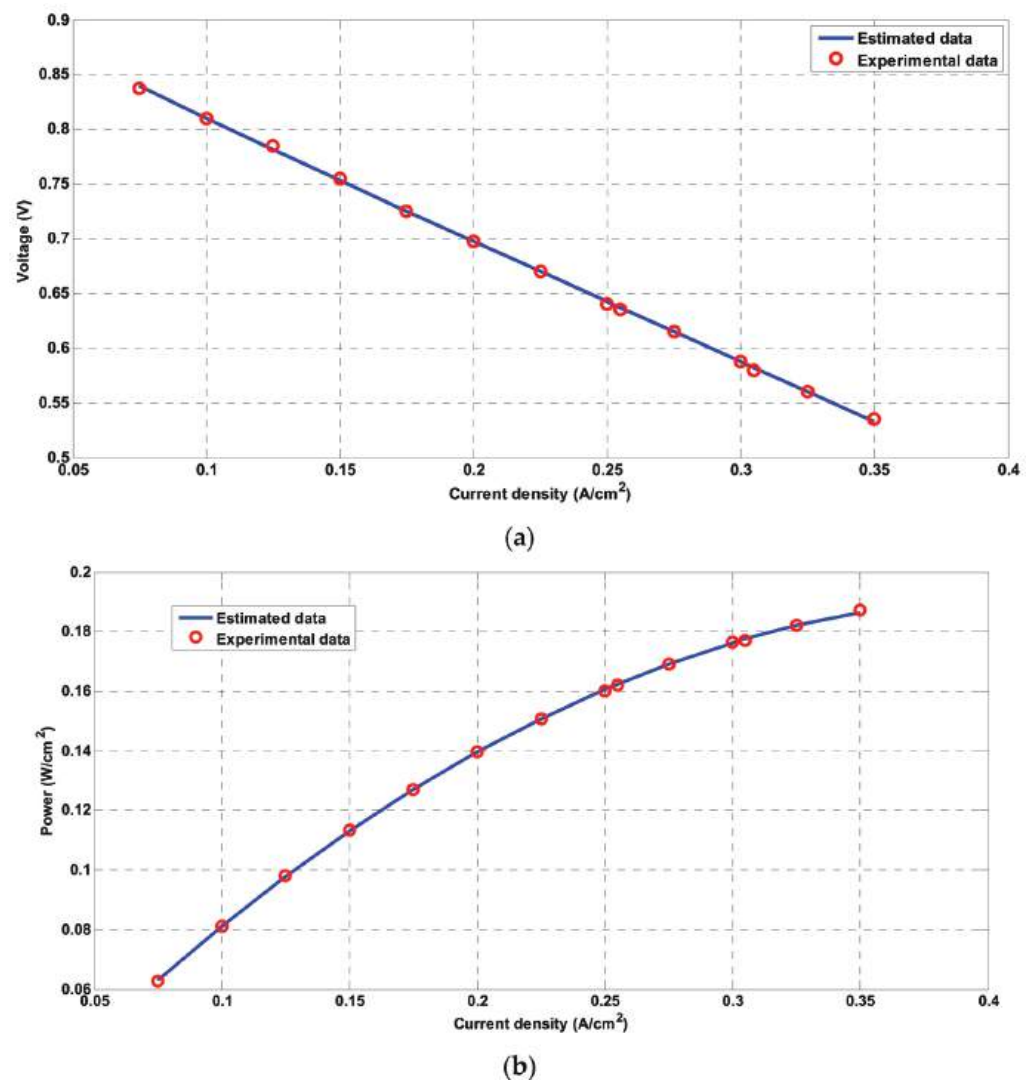 0.9
Estimated data
Experimental data
0.85
0.8
0.75
0.7
0.65
0.6
0.55
0.5
Voltage (V)
0.05 0.1 0.15 0.2 0.25 0.3 0.35 0.4
Current density (A/cm²)
(a)
0.2
Estimated data
Experimental data
0.18
0.16
0.14
0.12
0.1
0.08
0.06
Power (W/cm²)
0.05 0.1 0.15 0.2 0.25 0.3 0.35 0.4
Current density (A/cm²)
(b)